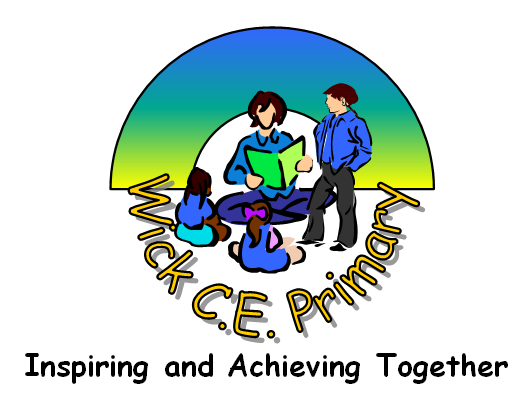 Wick C.E. Primary
Inspiring and Achieving Together